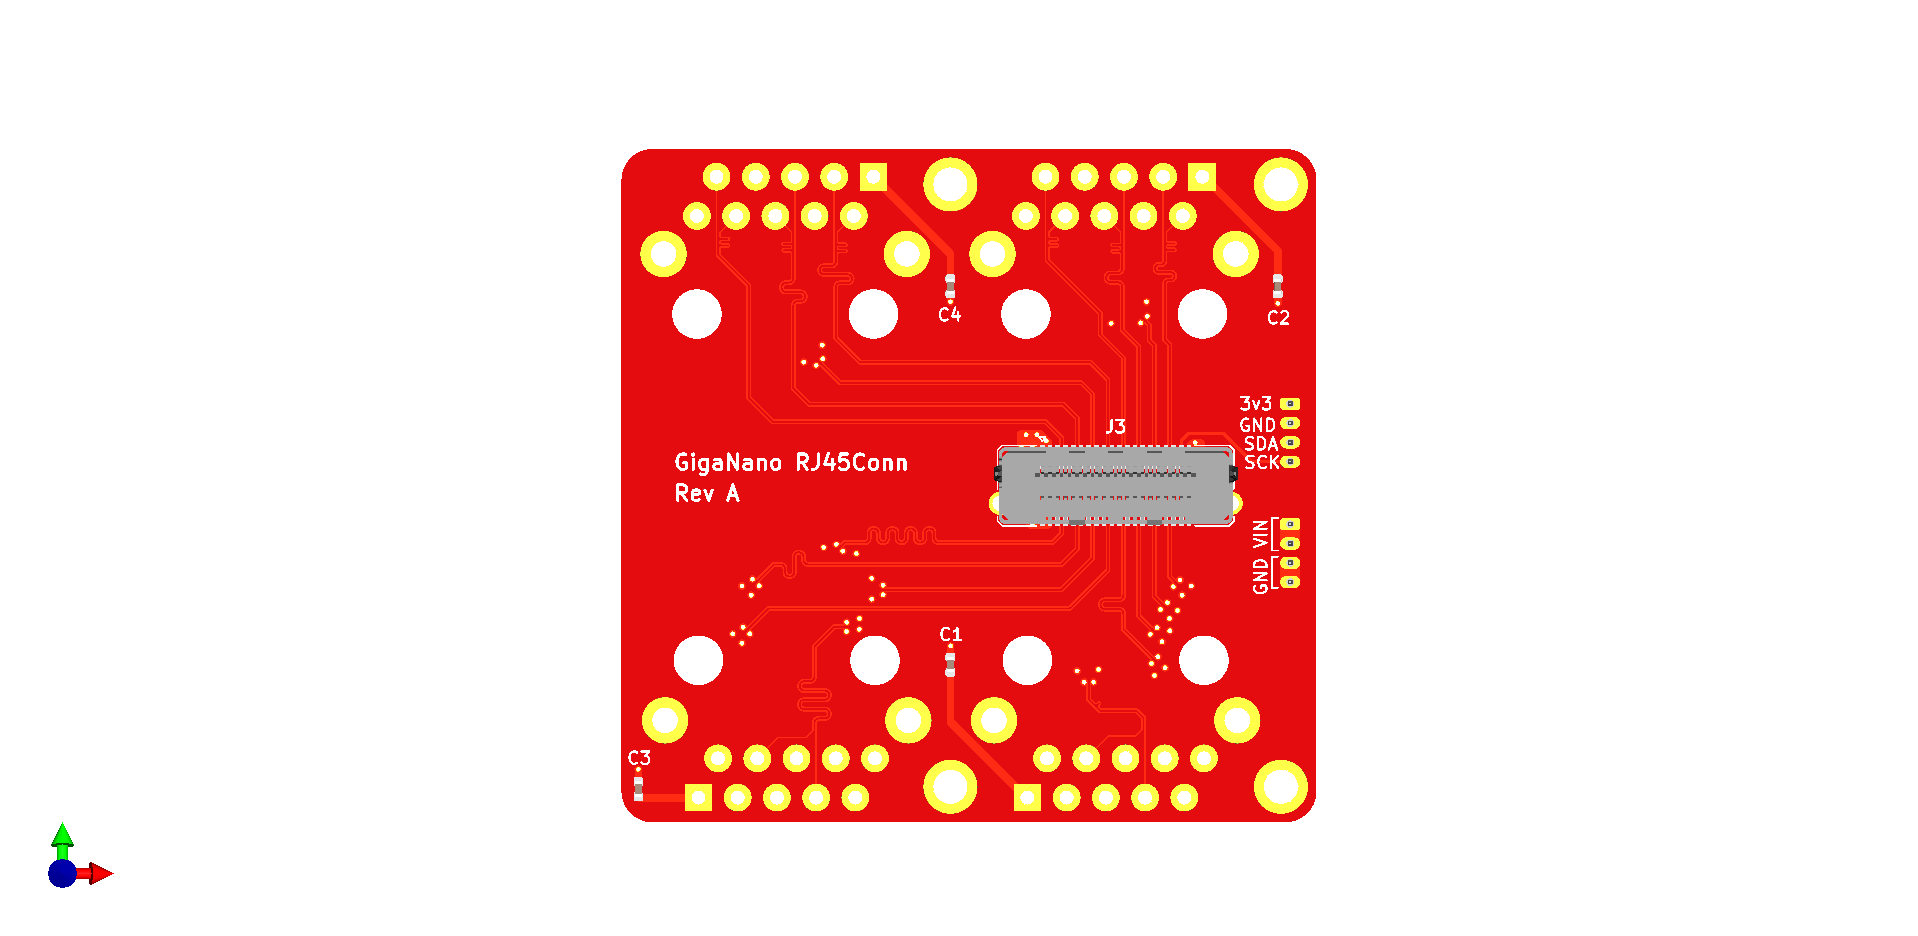 C4
C2
3v3
GND
SDA
SCK
J3
GigaNano RJ45Conn
Rev A
VIN
GND
C1
C3